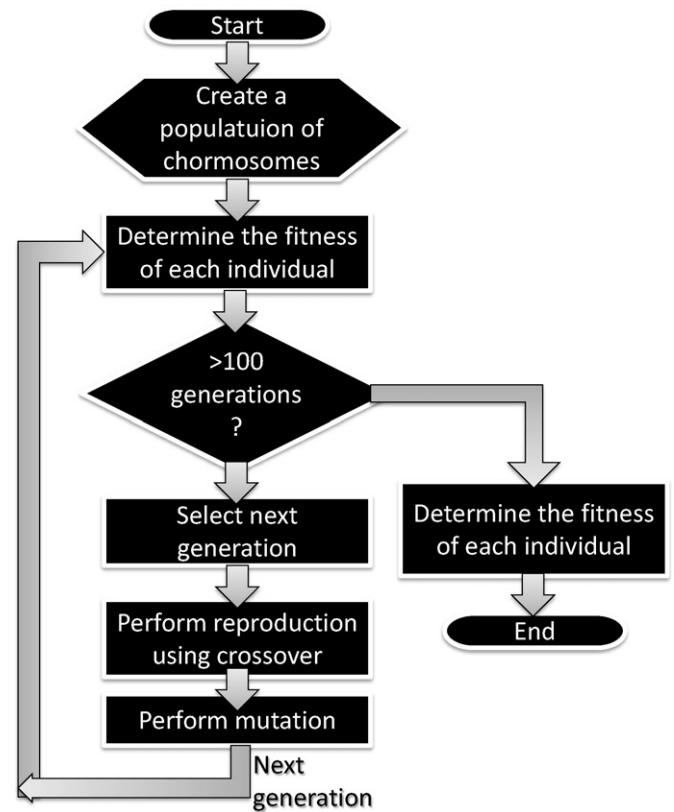 Start
Create a
populatuion of
chormosomes
Determine the fitness
of each individual
>100
generations
?
Select next
generation
Perform reproduction
using crossover
Perform mutation
Next
generation
Determine the fitness
of each individual
End